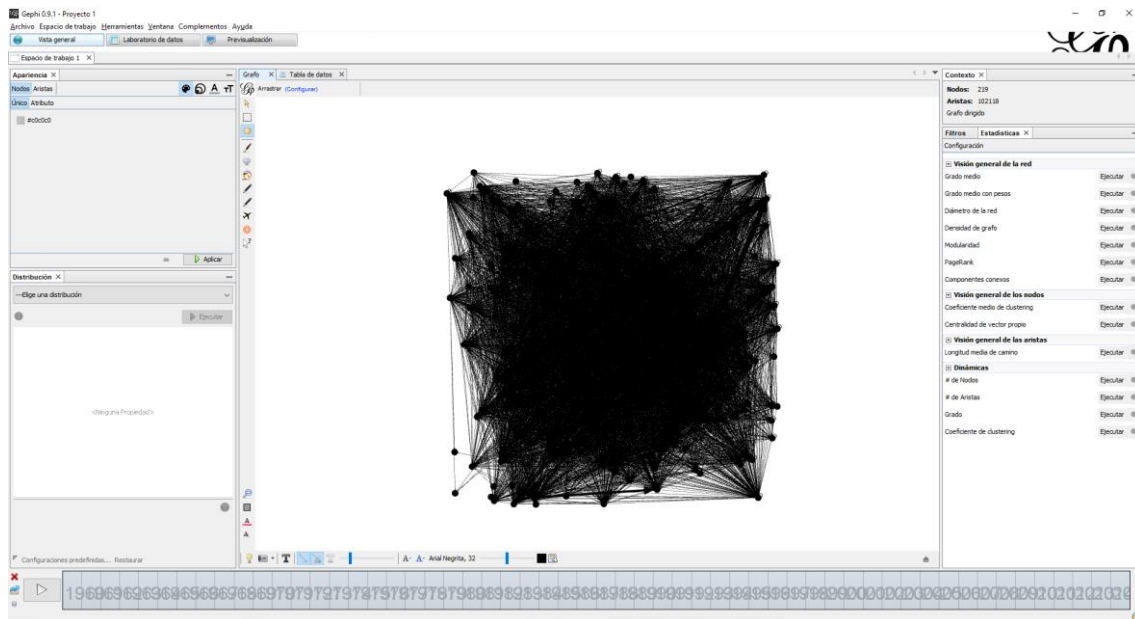 Gephi 0.9.1 - Proyecto 1
Archivo Espacio de trabajo Herramientas Ventana Complementos Ayuda
Vista general Laboratorio de datos Previsualización
Espacio de trabajo 1 X
Apariencia X
Nodos Aristas
Único Atributo
#c0c0c0
Aplicar
Distribución X
---Elige una distribución
Ejecutar
<Ninguna Propiedad>
Configuraciones predefinidas... Restaurar
Grafo X Tabla de datos X
Arrastrar (Configurar)
A- A- Arial Negrita, 32
Contexto X
Nodos: 219
Aristas: 102118
Grafo dirigido
Filtros Estadísticas X
Configuración
Visión general de la red
Grado medio Ejecutar
Grado medio con pesos Ejecutar
Diámetro de la red Ejecutar
Densidad de grafo Ejecutar
Modularidad Ejecutar
PageRank Ejecutar
Componentes conexos Ejecutar
Visión general de los nodos
Coeficiente medio de clustering Ejecutar
Centralidad de vector propio Ejecutar
Visión general de las aristas
Longitud media de camino Ejecutar
Dinámicas
# de Nodos Ejecutar
# de Aristas Ejecutar
Grado Ejecutar
Coeficiente de clustering Ejecutar